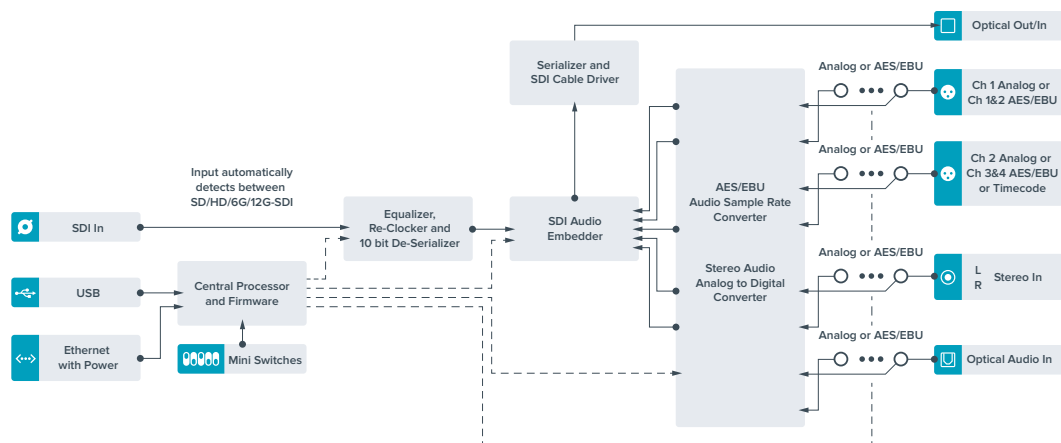 Optical Out/In
Serializer and
SDI Cable Driver
Analog or AES/EBU
Ch 1 Analog or
Ch 1&2 AES/EBU
Analog or AES/EBU
Ch 2 Analog or
Ch 3&4 AES/EBU
or Timecode
Input automatically
detects between
SD/HD/6G/12G-SDI
AES/EBU
Audio Sample Rate
Converter
SDI In
Equalizer,
Re-Clocker and
10 bit De-Serializer
SDI Audio
Embedder
Analog or AES/EBU
Stereo Audio
Analog to Digital
Converter
L
R
Stereo In
USB
Central Processor
and Firmware
Analog or AES/EBU
Ethernet
with Power
Mini Switches
Optical Audio In